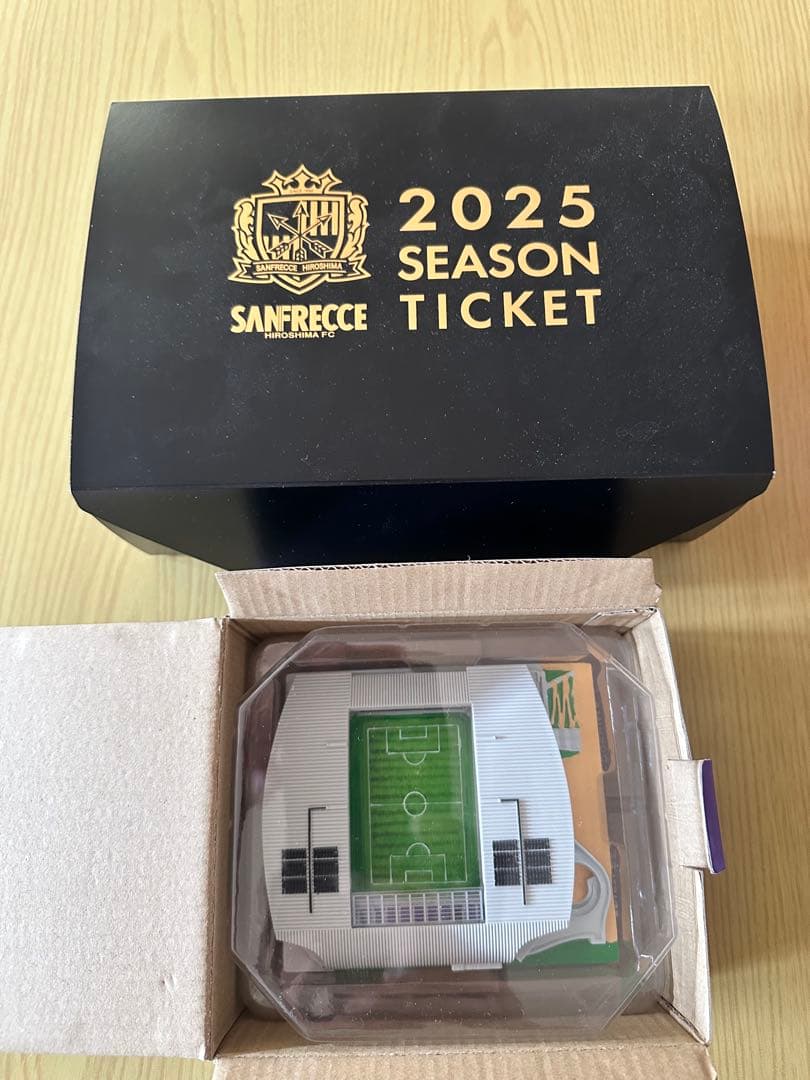 SANFRECCE HIROSHIMA
SANFRECCE
HIROSHIMA FC
2025
SEASON
TICKET